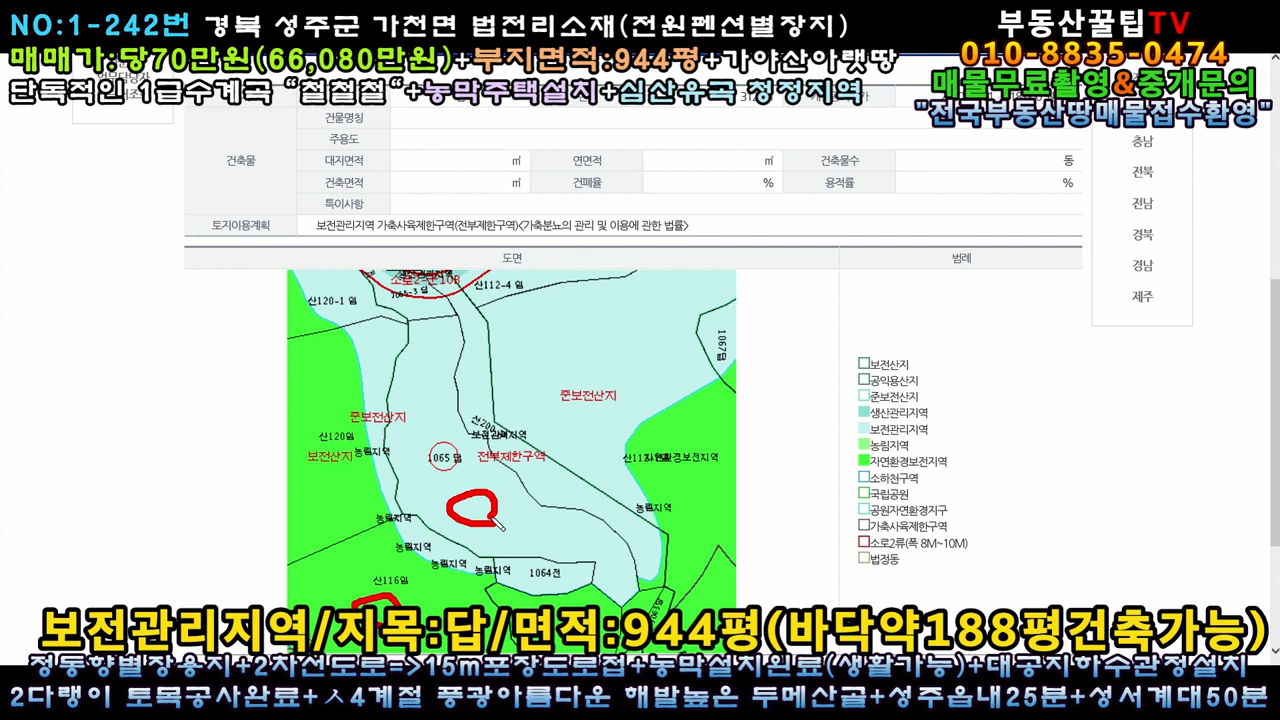 NO:1-242번 경북 성주군 가천면 법전리소재(전원펜션별장지)
부동산꿀팁TV
매매가:당70만원(66,080만원)+부지면적:944평+가야산아랫땅
010-8835-0474
단독적인 1급수계곡 "철철철"+농막주택설치+심산유곡 청정지역
매물무료촬영&중개문의
"전국부동산땅매물접수환영"
건축물
건물명칭
주용도
대지면적 ㎡ 연면적 ㎡ 건축물수 동
건축면적 ㎡ 건폐율 % 용적률 %
특이사항
토지이용계획 보전관리지역 가축사육제한구역(전부제한구역)<가축분뇨의 관리 및 이용에 관한 법률>
도면 범례
충남
전북
전남
경북
경남
제주
산120-1 임
산112-4 임
1067답
준보전산지
준보전산지
산120임
보전산지
농림지역
보전관리지역
1065 답
전부제한구역
농림지역
농림지역
농림지역
농림지역
농림지역
1064전
산116임
보전산지
공익용산지
준보전산지
생산관리지역
보전관리지역
농림지역
자연환경보전지역
소하천구역
국립공원
공원자연환경지구
가축사육제한구역
소로2류(폭 8M~10M)
법정동
보전관리지역/지목:답/면적:944평(바닥약188평건축가능)
정동향별장용지+2차선도로=>15m포장도로접+농막설치완료(생활가능)+대공지하수관정설치
2다랭이 토목공사완료+ㅅ4계절 풍광아름다운 해발높은 두메산골+성주읍내25분+성서계대50분